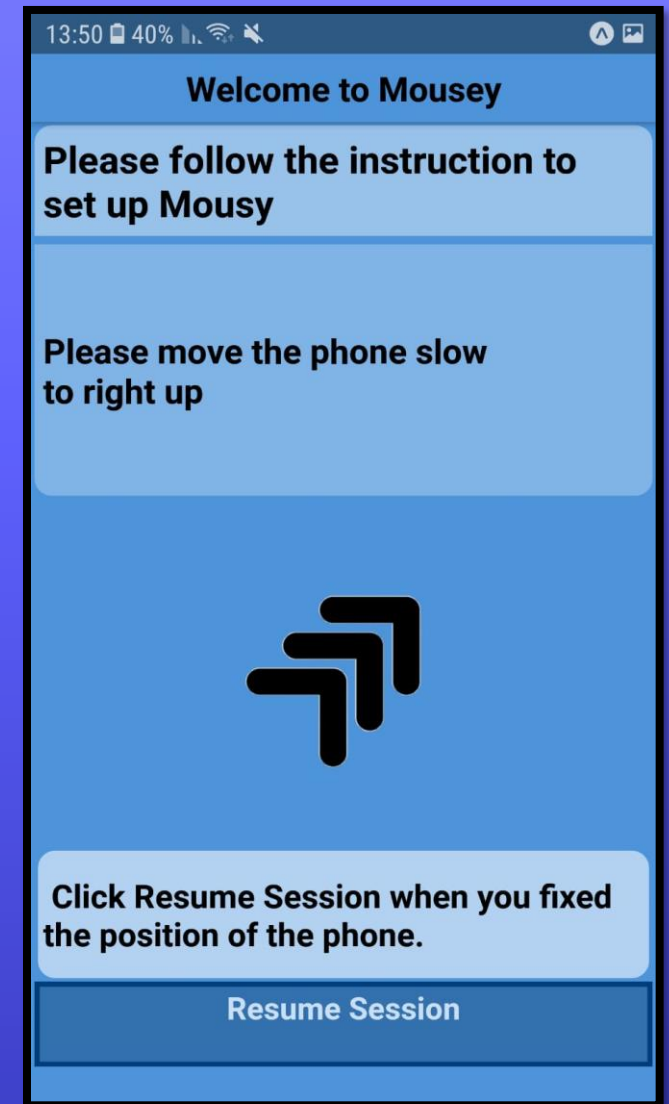 13:50 40%
Welcome to Mousey
Please follow the instruction to
set up Mousy
Please move the phone slow
to right up
Click Resume Session when you fixed
the position of the phone.
Resume Session